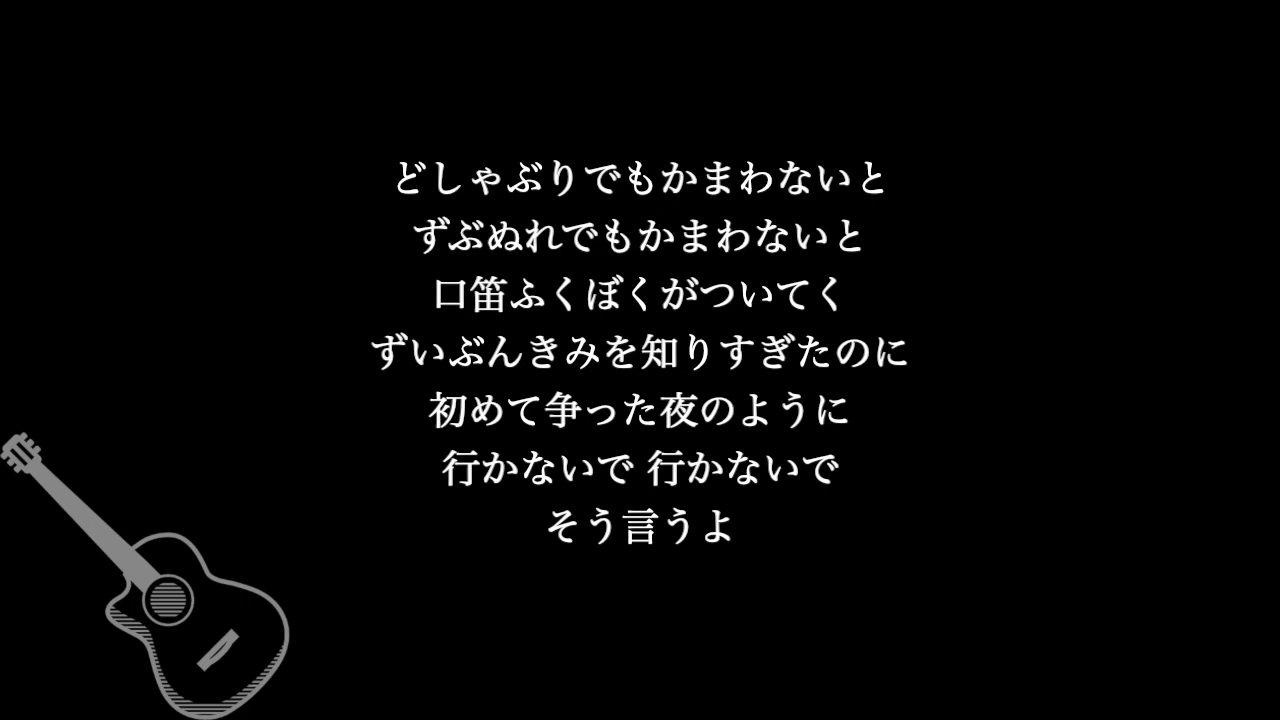 どしゃぶりでもかまわないと
ずぶぬれでもかまわないと
口笛ふくぼくがついてく
ずいぶんきみを知りすぎたのに
初めて争った夜のように
行かないで 行かないで
そう言うよ